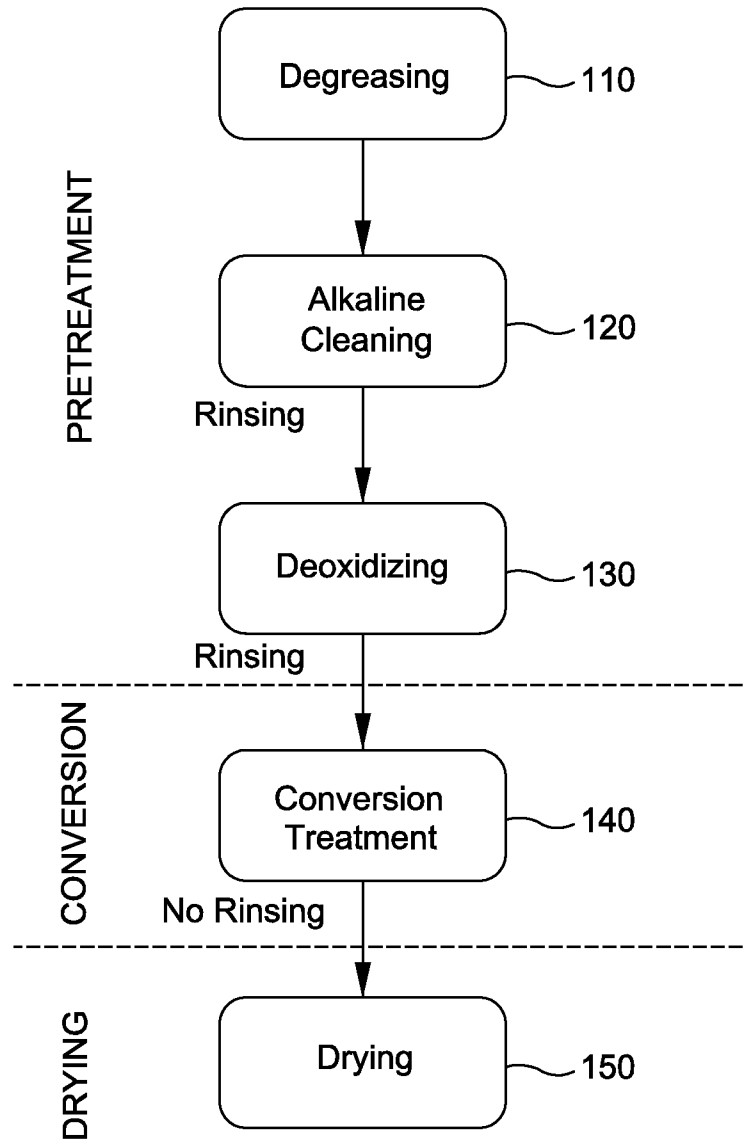 Degreasing
110
PRETREATMENT
Alkaline
Cleaning
120
Rinsing
Deoxidizing
130
Rinsing
CONVERSION
Conversion
Treatment
140
No Rinsing
DRYING
Drying
150